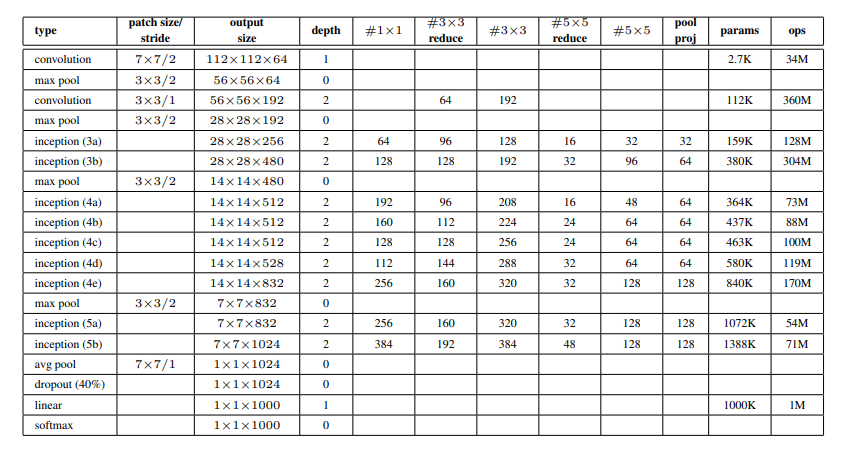 type patch size/ stride output size depth #1×1 #3×3 reduce #3×3 #5×5 reduce #5×5 pool proj params ops
convolution 7×7/2 112×112×64 1 2.7K 34M
max pool 3×3/2 56×56×64 0
convolution 3×3/1 56×56×192 2 64 192 112K 360M
max pool 3×3/2 28×28×192 0
inception (3a) 28×28×256 2 64 96 128 16 32 32 159K 128M
inception (3b) 28×28×480 2 128 128 192 32 96 64 380K 304M
max pool 3×3/2 14×14×480 0
inception (4a) 14×14×512 2 192 96 208 16 48 64 364K 73M
inception (4b) 14×14×512 2 160 112 224 24 64 64 437K 88M
inception (4c) 14×14×512 2 128 128 256 24 64 64 463K 100M
inception (4d) 14×14×528 2 112 144 288 32 64 64 580K 119M
inception (4e) 14×14×832 2 256 160 320 32 128 128 840K 170M
max pool 3×3/2 7×7×832 0
inception (5a) 7×7×832 2 256 160 320 32 128 128 1072K 54M
inception (5b) 7×7×1024 2 384 192 384 48 128 128 1388K 71M
avg pool 7×7/1 1×1×1024 0
dropout (40%) 1×1×1024 0
linear 1×1×1000 1 1000K 1M
softmax 1×1×1000 0